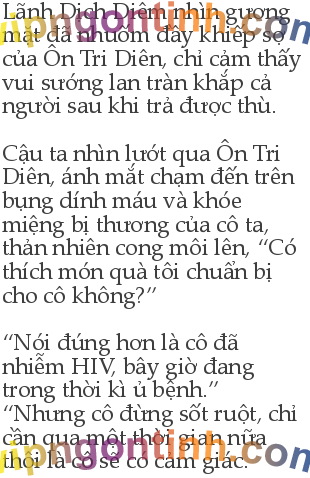 Lãnh Dịch Diêm nhìn gương
mặt đã nhuốm đầy khiếp sợ
của Ôn Tri Diên, chỉ cảm thấy
vui sướng lan tràn khắp cả
người sau khi trả được thù.
Cậu ta nhìn lướt qua Ôn Tri
Diên, ánh mắt chạm đến trên
bụng dính máu và khóe
miệng bị thương của cô ta,
thản nhiên cong môi lên, “Có
thích món quà tôi chuẩn bị
cho cô không?”
“Nói đúng hơn là cô đã
nhiễm HIV, bây giờ đang
trong thời kì ủ bệnh.”
“Nhưng cô đừng sốt ruột, chỉ
cần qua một thời gian nữa
thôi là cô sẽ có cảm giác.
vipngontinh.com
vipngontinh.com